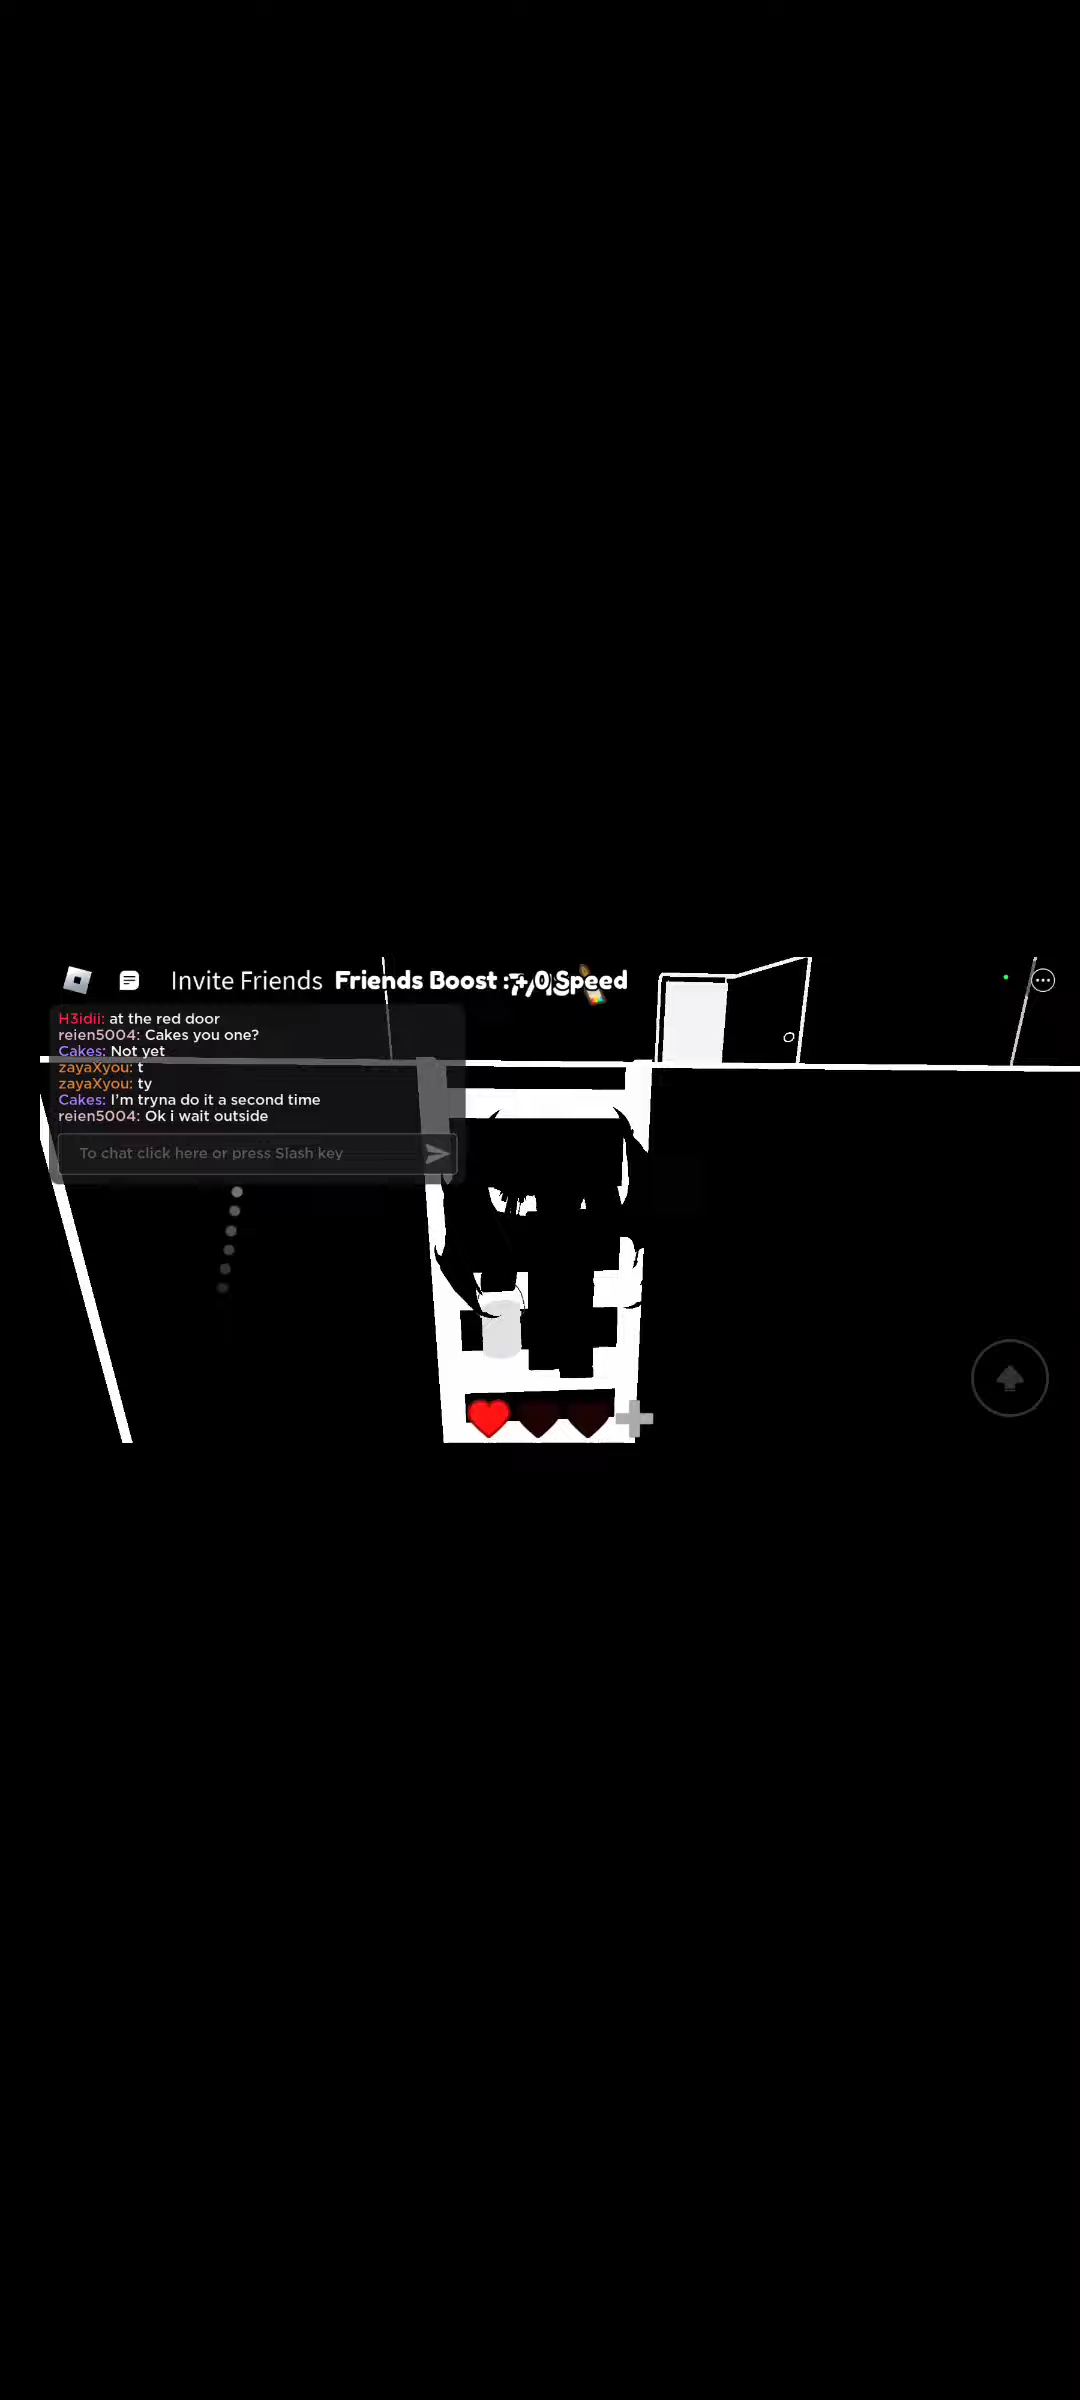 Invite Friends Friends Boost : + 0 Speed
H3idii: at the red door
reien5004: Cakes you one?
Cakes: Not yet
zayaXyou: t
zayaXyou: ty
Cakes: I'm tryna do it a second time
reien5004: Ok i wait outside
To chat click here or press Slash key